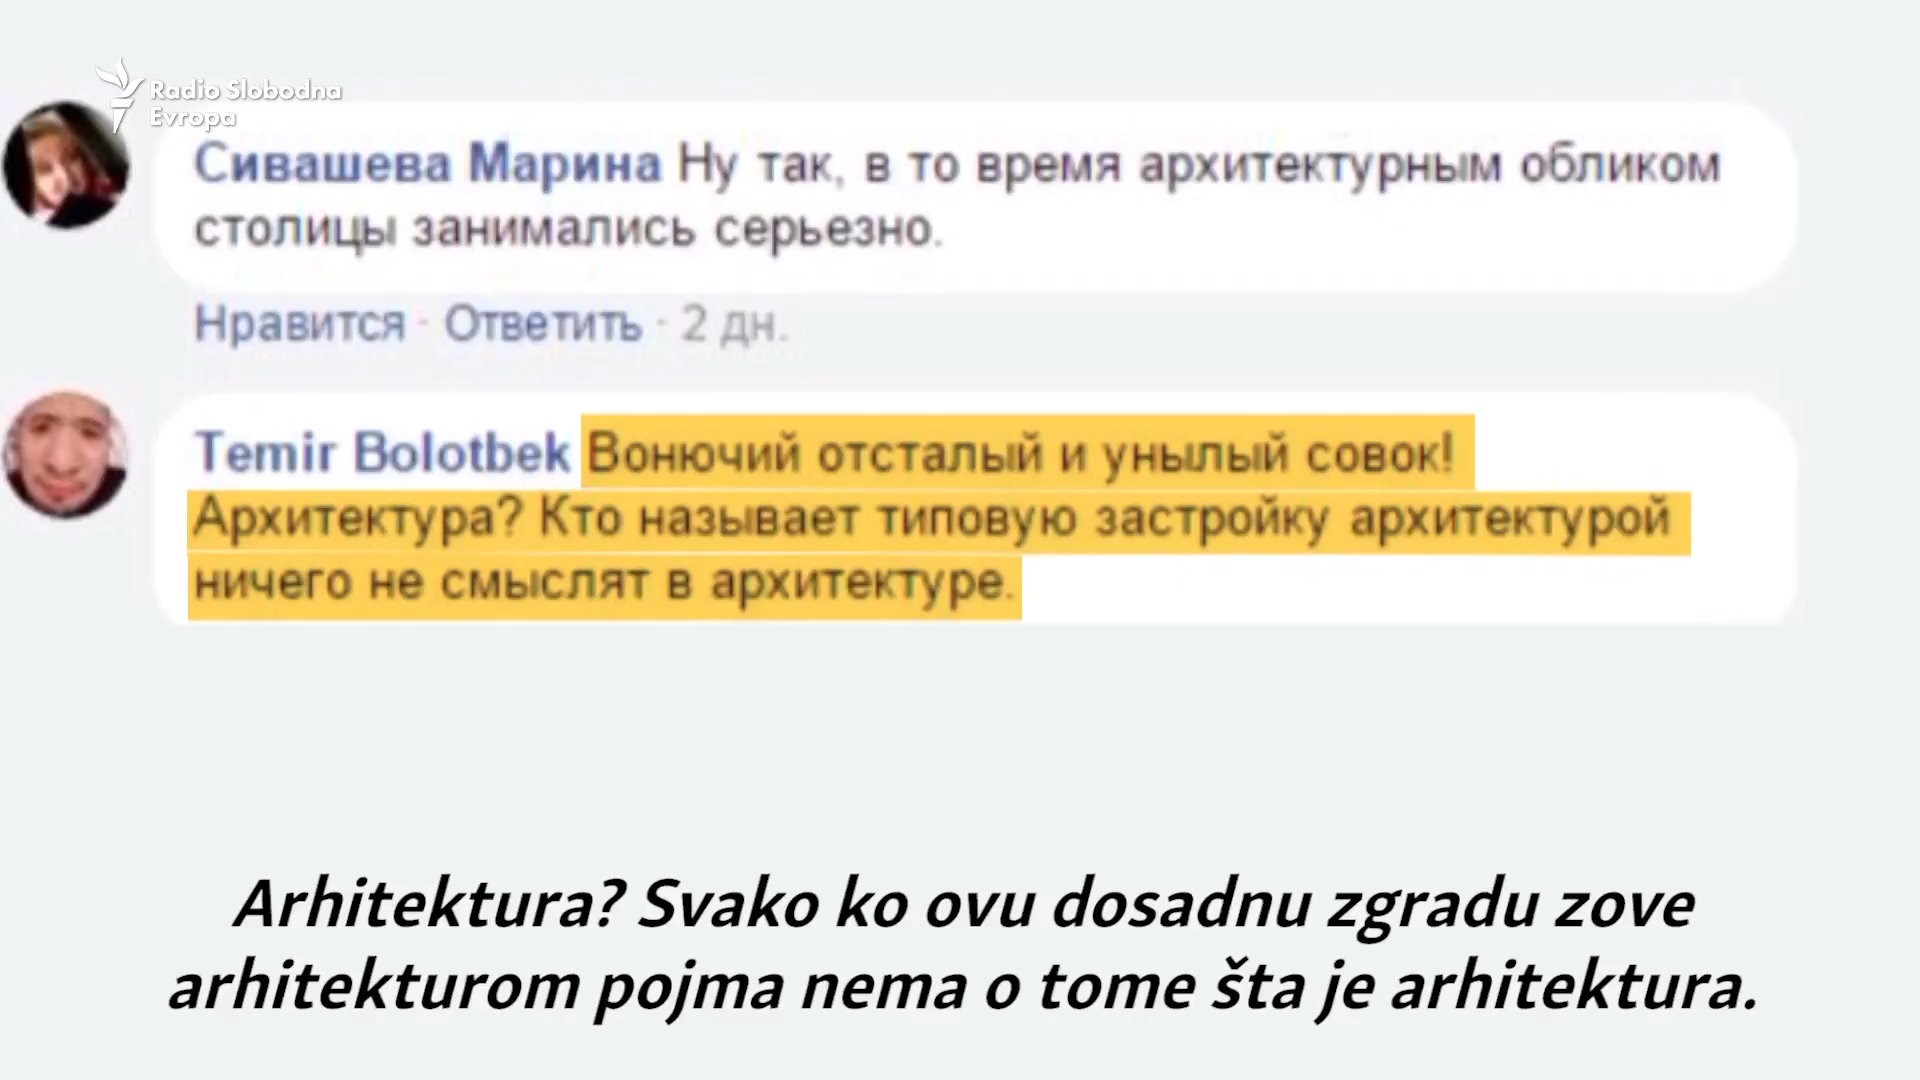 Radio Slobodna
Evropa
Сивашева Марина Ну так, в то время архитектурным обликом
столицы занимались серьезно.
Нравится · Ответить · 2 дн.
Temir Bolotbek Вонючий отсталый и унылый совок!
Архитектура? Кто называет типовую застройку архитектурой
ничего не смыслят в архитектуре.
Arhitektura? Svako ko ovu dosadnu zgradu zove
arhitekturom pojma nema o tome šta je arhitektura.